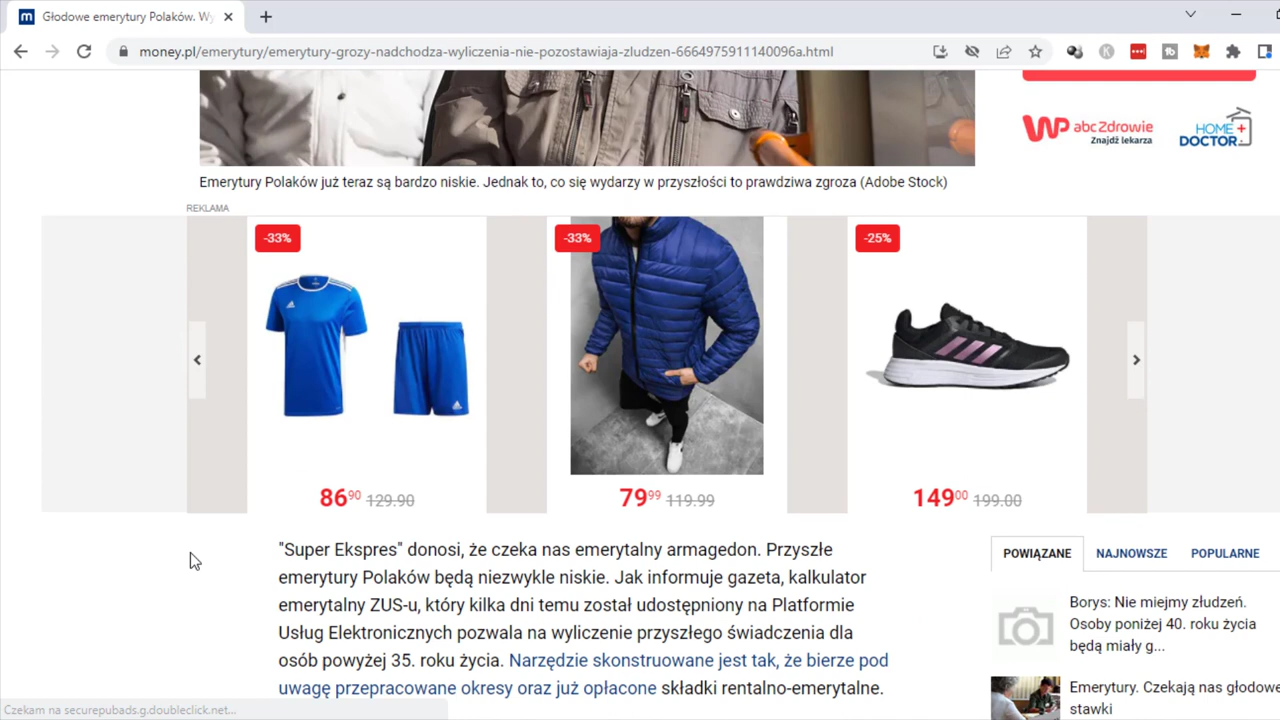 Głodowe emerytury Polaków. Wy
money.pl/emerytury/emerytury-grozy-nadchodza-wyliczenia-nie-pozostawiaja-zludzen-6664975911140096a.html
WP abcZdrowie
Znajdź lekarza
HOME
DOCTOR
Emerytury Polaków już teraz są bardzo niskie. Jednak to, co się wydarzy w przyszłości to prawdziwa zgroza (Adobe Stock)
REKLAMA
-33%
-33%
-25%
86 90 129.90
79 99 119.99
149 00 199.00
"Super Ekspres" donosi, że czeka nas emerytalny armagedon. Przyszłe
emerytury Polaków będą niezwykle niskie. Jak informuje gazeta, kalkulator
emerytalny ZUS-u, który kilka dni temu został udostępniony na Platformie
Usług Elektronicznych pozwala na wyliczenie przyszłego świadczenia dla
osób powyżej 35. roku życia. Narzędzie skonstruowane jest tak, że bierze pod
uwagę przepracowane okresy oraz już opłacone składki rentalno-emerytalne.
POWIĄZANE NAJNOWSZE POPULARNE
Borys: Nie miejmy złudzeń.
Osoby poniżej 40. roku życia
będą miały g...
Emerytury. Czekają nas głodowe
stawki
Czekam na securepubads.g.doubleclick.net...